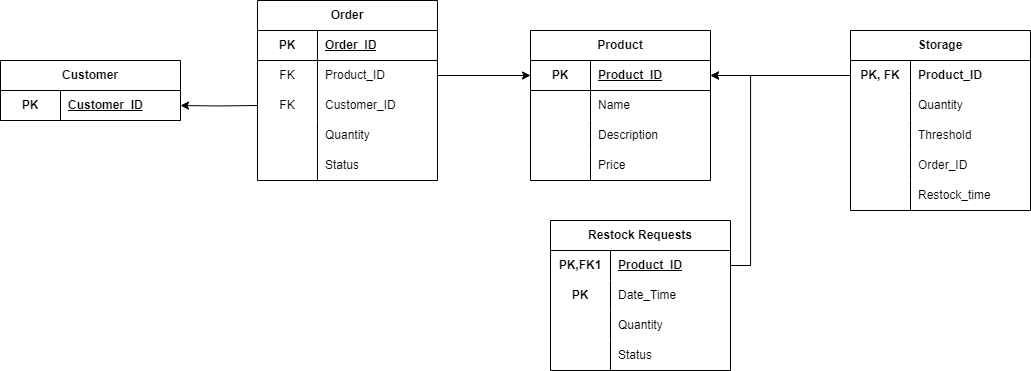 Customer
PK Customer_ID
Order
PK Order_ID
FK Product_ID
FK Customer_ID
Quantity
Status
Product
PK Product_ID
Name
Description
Price
Storage
PK, FK Product_ID
Quantity
Threshold
Order_ID
Restock_time
Restock Requests
PK,FK1 Product_ID
PK Date_Time
Quantity
Status